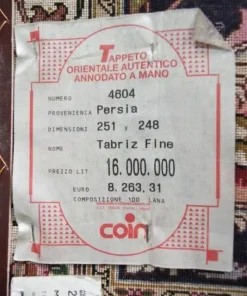 TAPPETO
ORIENTALE AUTENTICO
ANNODATO A MANO
NUMERO 4604
PROVENIENZA Persia
DIMENSIONI 251 x 248
NOME Tabriz FIne
PREZZO LIT. 16.000.000
EURO 8.263,31
COMPOSIZIONE 100% LANA
coin